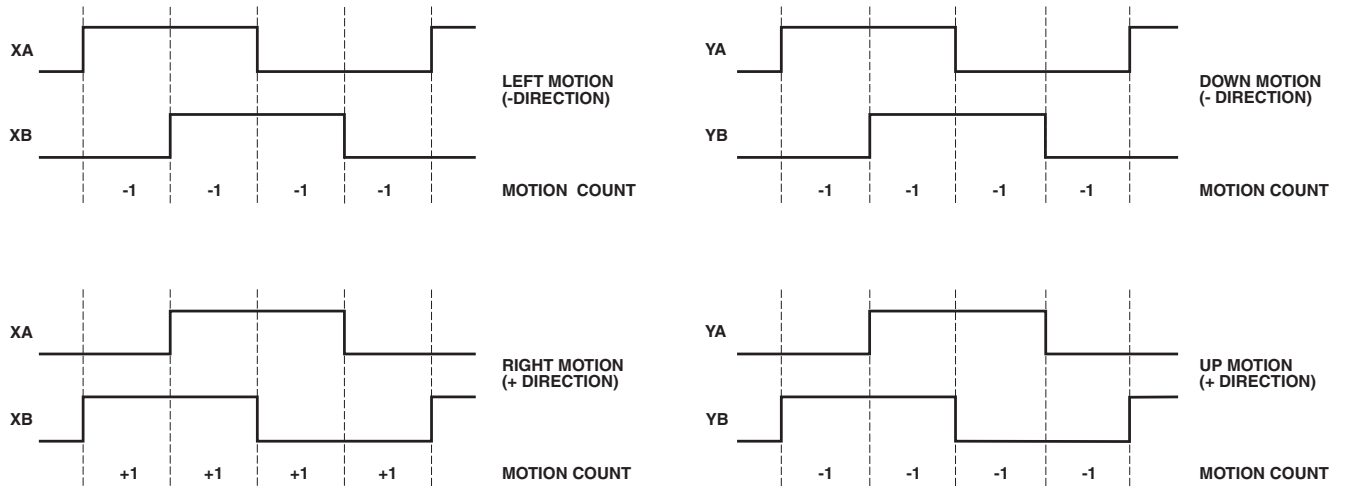 XA
LEFT MOTION
(-DIRECTION)
XB
-1 -1 -1 -1 MOTION COUNT
YA
DOWN MOTION
(- DIRECTION)
YB
-1 -1 -1 -1 MOTION COUNT
XA
RIGHT MOTION
(+ DIRECTION)
XB
+1 +1 +1 +1 MOTION COUNT
YA
UP MOTION
(+ DIRECTION)
YB
-1 -1 -1 -1 MOTION COUNT